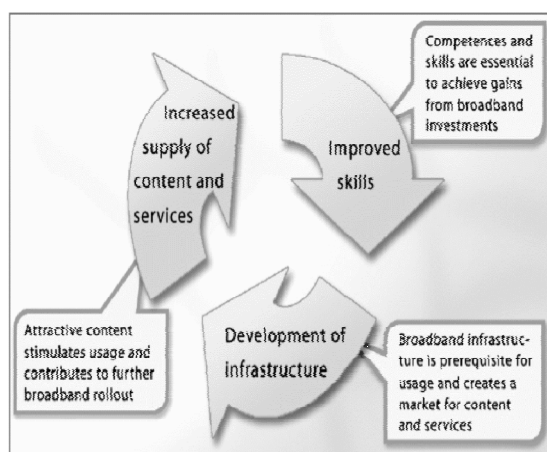 Competences and
skills are essential
to achieve gains
from broadband
investments
Increased
supply of
content and
services
Improved
skills
Attractive content
stimulates usage and
contributes to further
broadband rollout
Development of
infrastructure
Broadband infrastruc-
ture is prerequisite for
usage and creates a
market for content
and services